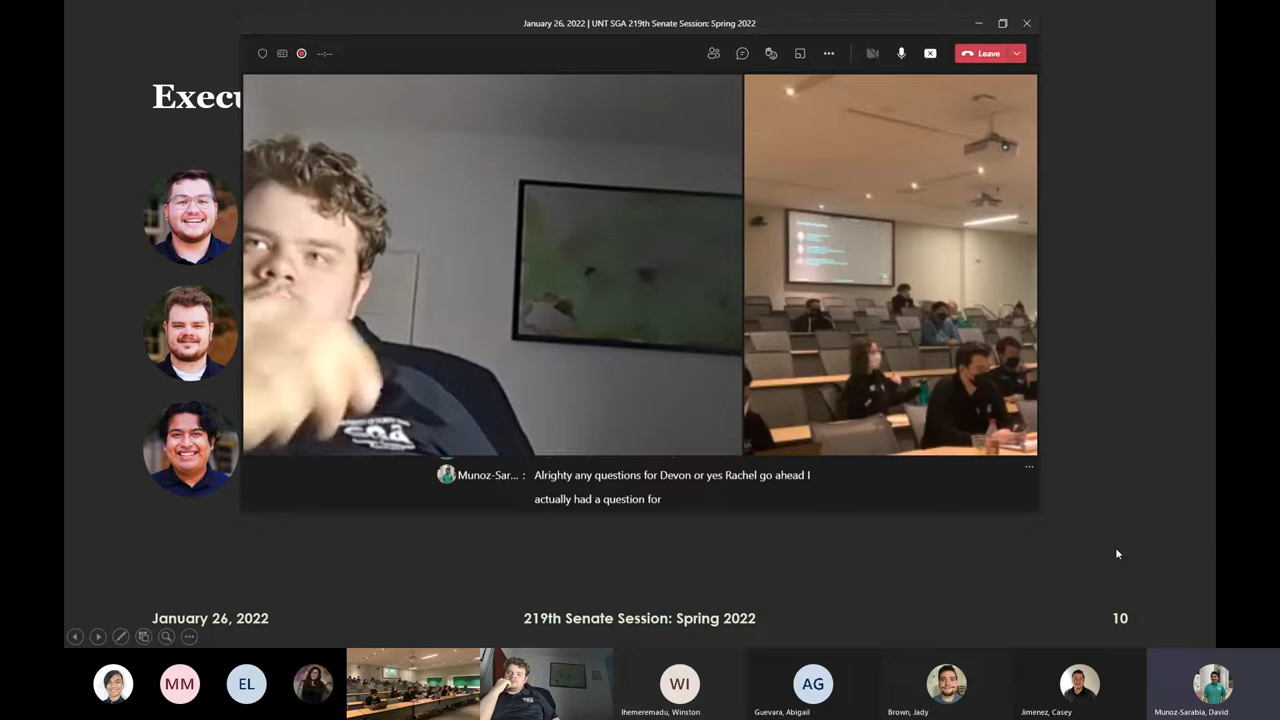 January 26, 2022 | UNT SGA 219th Senate Session: Spring 2022
--:--
Leave
Execu
SGA
Munoz-Sar... : Alrighty any questions for Devon or yes Rachel go ahead I
actually had a question for
January 26, 2022
219th Senate Session: Spring 2022
10
MM
EL
WI
AG
Ihemeremadu, Winston
Guevara, Abigail
Brown, Jady
Jimenez, Casey
Munoz-Sarabia, David